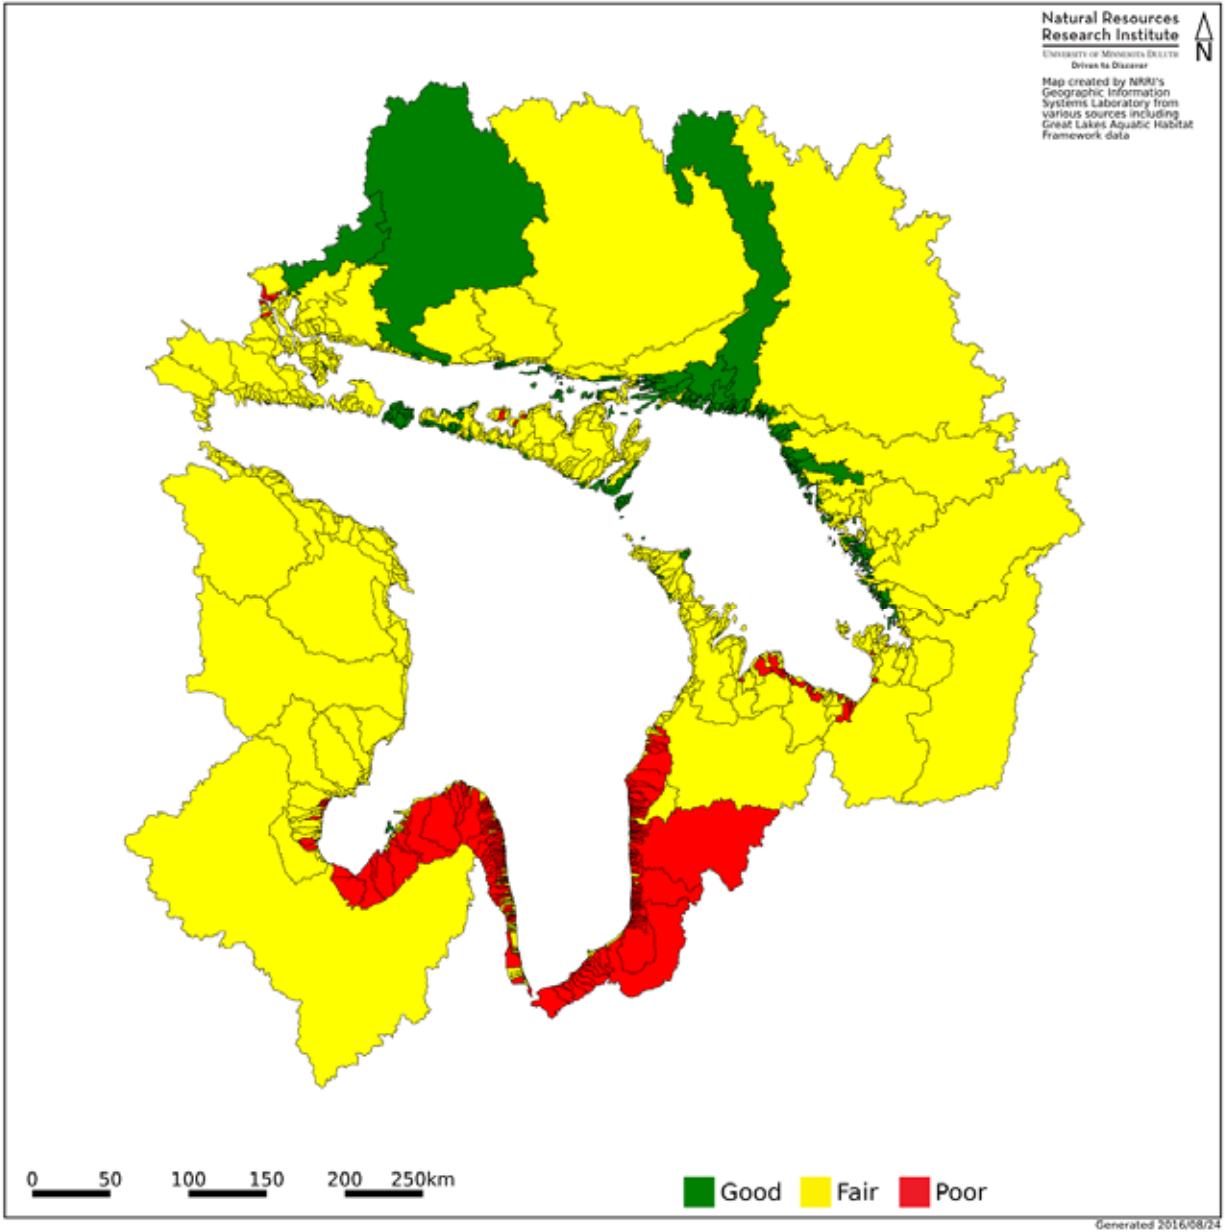 Natural Resources
Research Institute
University of Minnesota Duluth
Driven to Discover
N
Map created by NRRI's
Geographic Information
Systems Laboratory from
various sources including
Great Lakes Aquatic Habitat
Framework data
0 50 100 150 200 250km
Good Fair Poor
Generated 2016/08/24